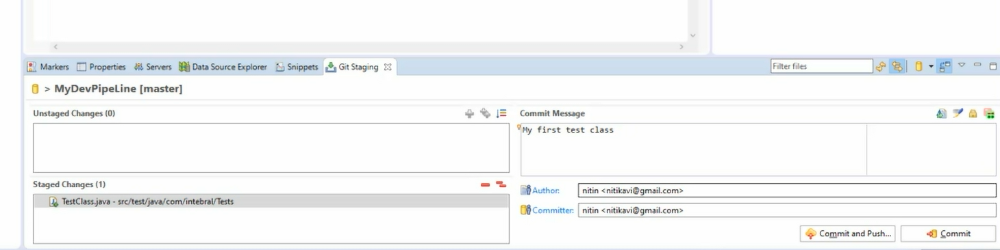 Markers Properties Servers Data Source Explorer Snippets Git Staging Filter files
> MyDevPipeLine [master]
Unstaged Changes (0)
Staged Changes (1)
TestClass.java - src/test/java/com/intebral/Tests
Commit Message
My first test class
Author: nitin <nitikavi@gmail.com>
Committer: nitin <nitikavi@gmail.com>
Commit and Push... Commit